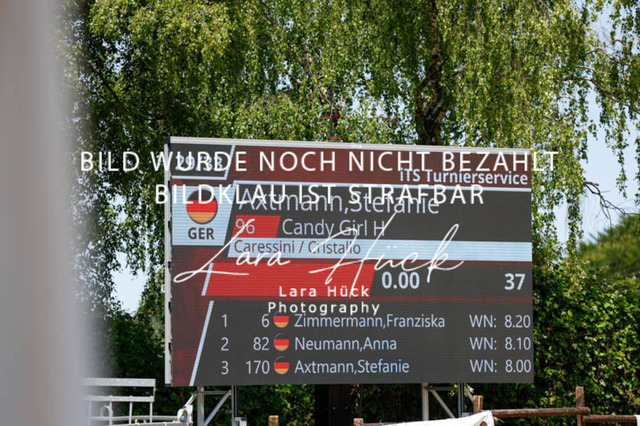 BILD WURDE NOCH NICHT BEZAHLT
BILDKLAU IST STRAFBAR
ITS Turnierservice
Axtmann,Stefanie
GER
96 Candy Girl H
Caressini / Cristallo
Lara Hück
0.00 37
Lara Hück
Photography
1 6 Zimmermann,Franziska WN: 8.20
2 82 Neumann,Anna WN: 8.10
3 170 Axtmann,Stefanie WN: 8.00